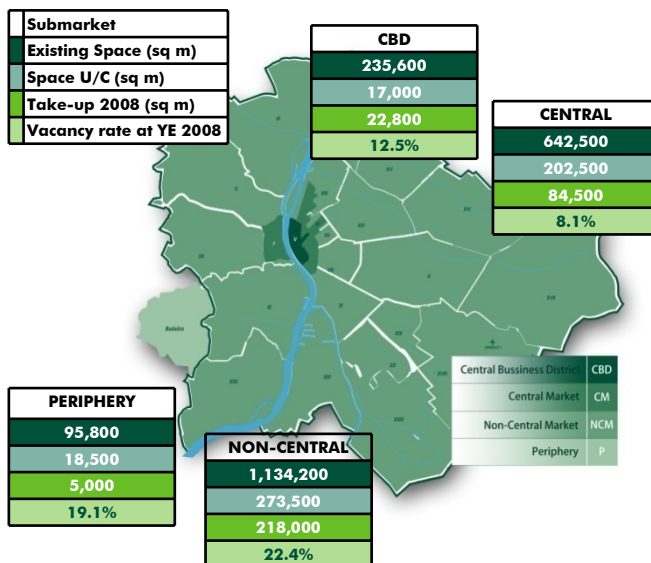 Submarket
Existing Space (sq m)
Space U/C (sq m)
Take-up 2008 (sq m)
Vacancy rate at YE 2008
CBD
235,600
17,000
22,800
12.5%
CENTRAL
642,500
202,500
84,500
8.1%
Budaörs
Central Bussiness District CBD
Central Market CM
Non-Central Market NCM
Periphery P
PERIPHERY
95,800
18,500
5,000
19.1%
NON-CENTRAL
1,134,200
273,500
218,000
22.4%